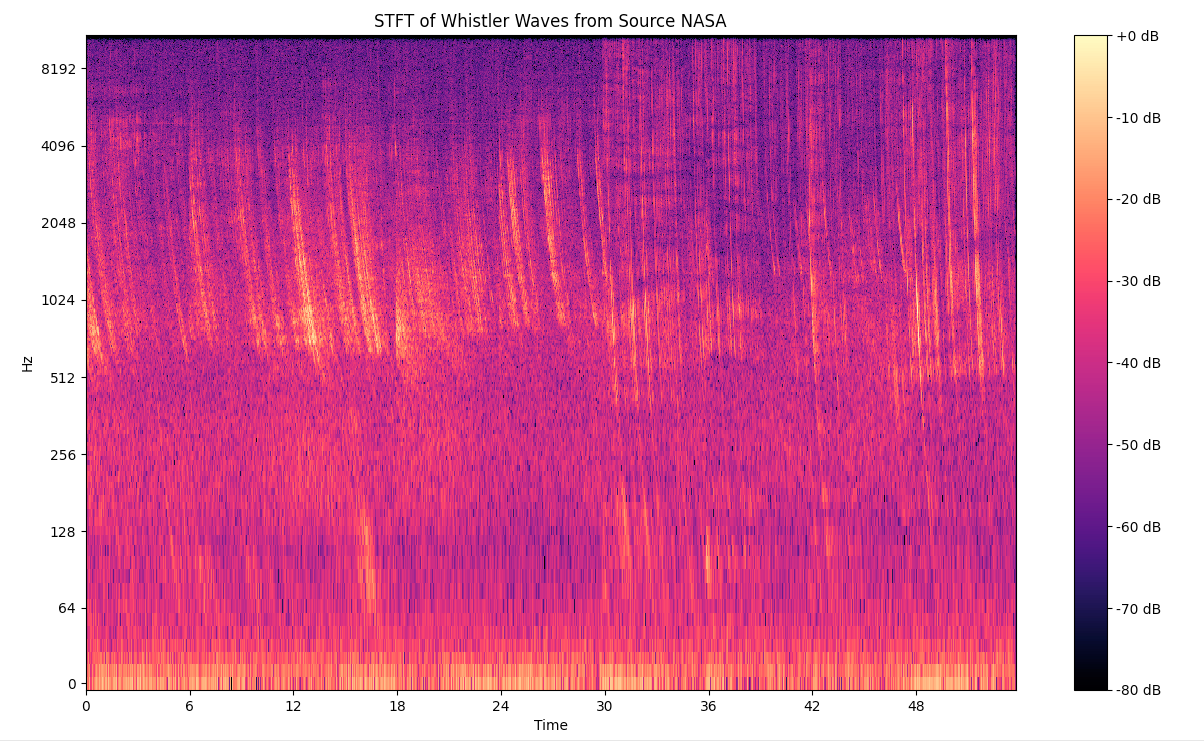 STFT of Whistler Waves from Source NASA
8192
4096
2048
1024
512
256
128
64
0
Hz
0 6 12 18 24 30 36 42 48
Time
+0 dB
-10 dB
-20 dB
-30 dB
-40 dB
-50 dB
-60 dB
-70 dB
-80 dB